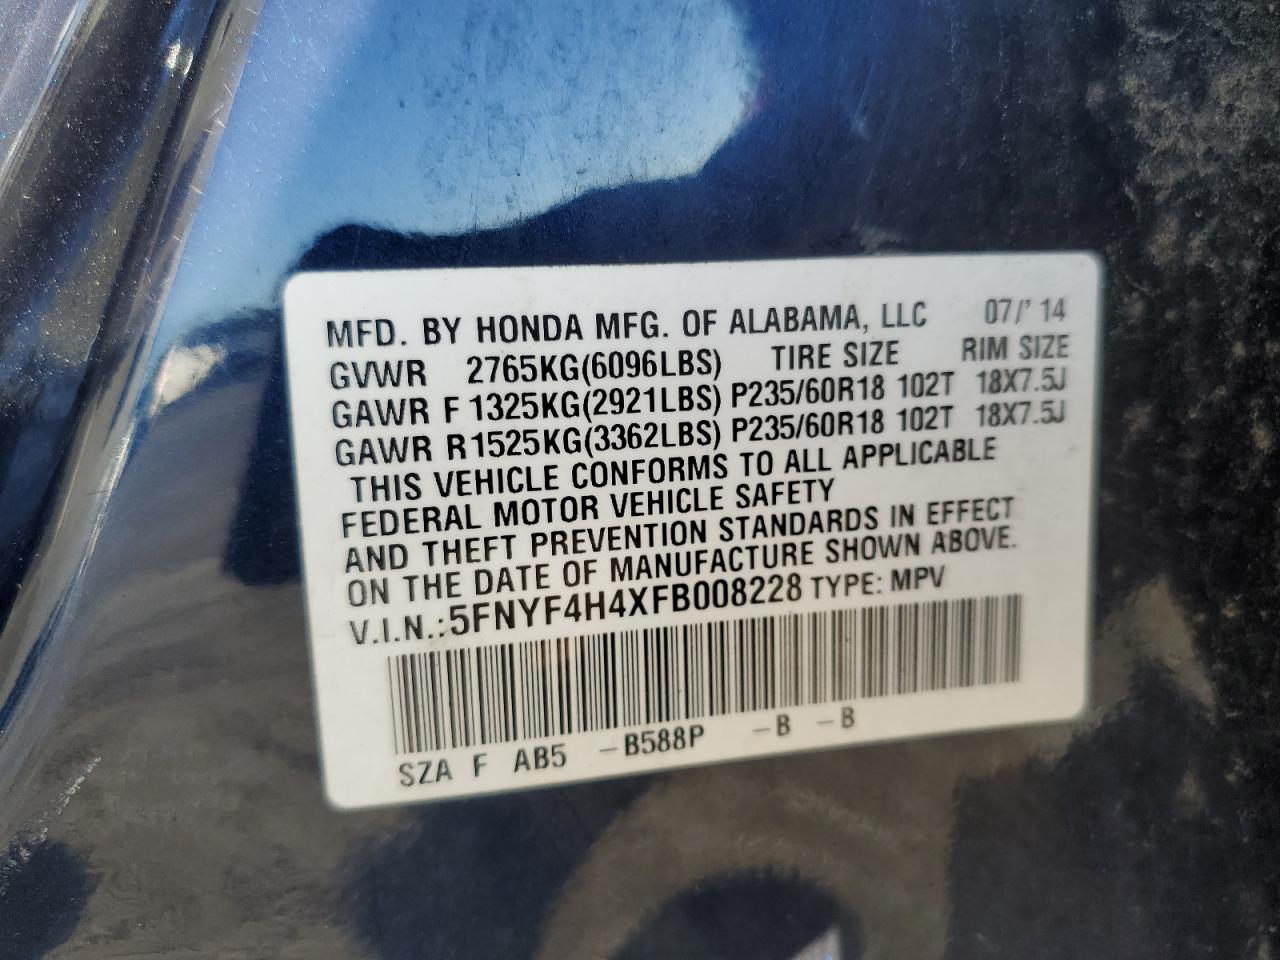 MFD. BY HONDA MFG. OF ALABAMA, LLC 07/'14
GVWR 2765KG(6096LBS) TIRE SIZE RIM SIZE
GAWR F 1325KG(2921LBS) P235/60R18 102T 18X7.5J
GAWR R 1525KG(3362LBS) P235/60R18 102T 18X7.5J
THIS VEHICLE CONFORMS TO ALL APPLICABLE
FEDERAL MOTOR VEHICLE SAFETY
AND THEFT PREVENTION STANDARDS IN EFFECT
ON THE DATE OF MANUFACTURE SHOWN ABOVE.
V.I.N.:5FNYF4H4XFB008228 TYPE: MPV
SZA F AB5 -B588P -B -B